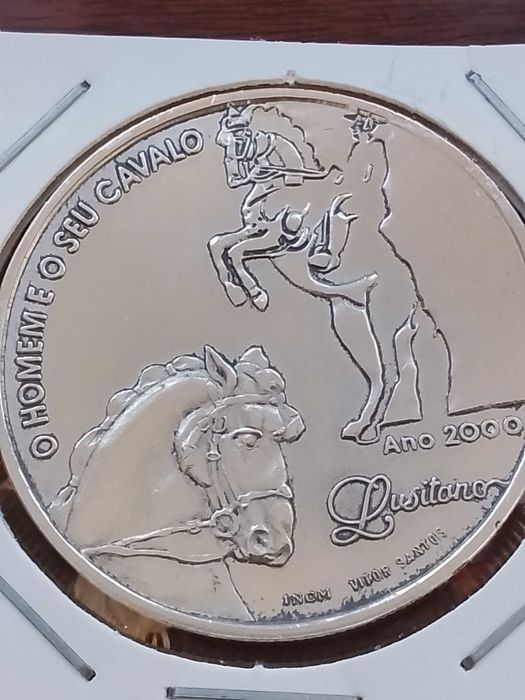 O HOMEM E O SEU CAVALO
Ano 2000
Lusitano
INCM VITOR SANTOS